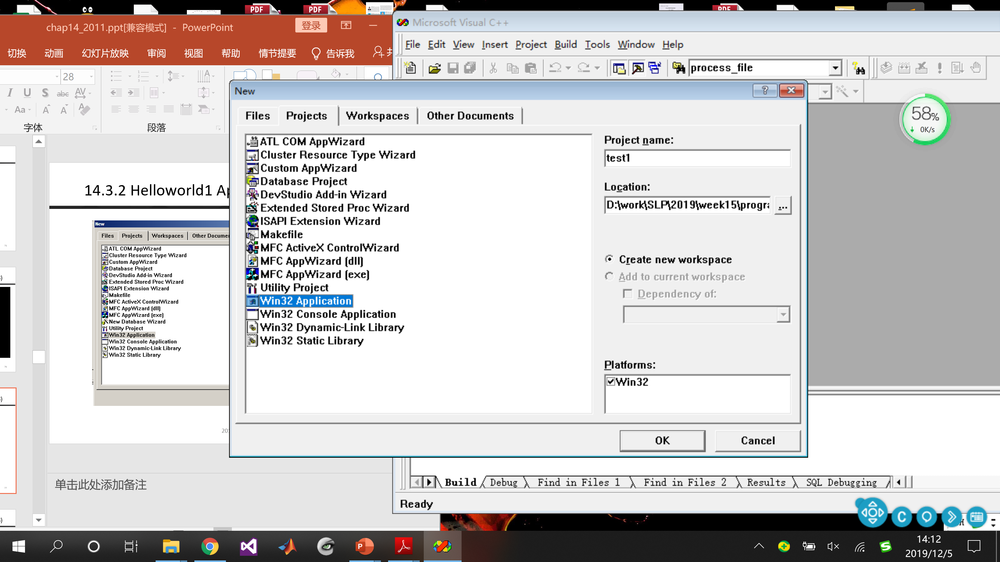 PDF
PDF
PDF
chap14_2011.ppt[兼容模式] - PowerPoint
登录
切换 动画 幻灯片放映 审阅 视图 帮助 情节提要 告诉我
28
I U S abc AV
Aa A A A
字体 段落
14.3.2 Helloworld1
New
Files Projects Workspaces
ATL COM AppWizard
Cluster Resource Type Wizard
Custom AppWizard
Database Project
DevStudio Add-in Wizard
Extended Stored Proc Wizard
ISAPI Extension Wizard
Makefile
MFC ActiveX ControlWizard
MFC AppWizard (dll)
MFC AppWizard (exe)
New Database Wizard
Utility Project
Win32 Application
Win32 Console Application
Win32 Dynamic-Link Library
Win32 Static Library
75
76
77
单击此处添加备注
Microsoft Visual C++
File Edit View Insert Project Build Tools Window Help
process_file
New
Files Projects Workspaces Other Documents
ATL COM AppWizard
Cluster Resource Type Wizard
Custom AppWizard
Database Project
DevStudio Add-in Wizard
Extended Stored Proc Wizard
ISAPI Extension Wizard
Makefile
MFC ActiveX ControlWizard
MFC AppWizard (dll)
MFC AppWizard (exe)
Utility Project
Win32 Application
Win32 Console Application
Win32 Dynamic-Link Library
Win32 Static Library
Project name:
test1
Location:
D:\work\SLP\2019\week15\progra
...
Create new workspace
Add to current workspace
Dependency of:
Platforms:
Win32
OK Cancel
58%
0K/s
Build Debug Find in Files 1 Find in Files 2 Results SQL Debugging
Ready
14:12
2019/12/5